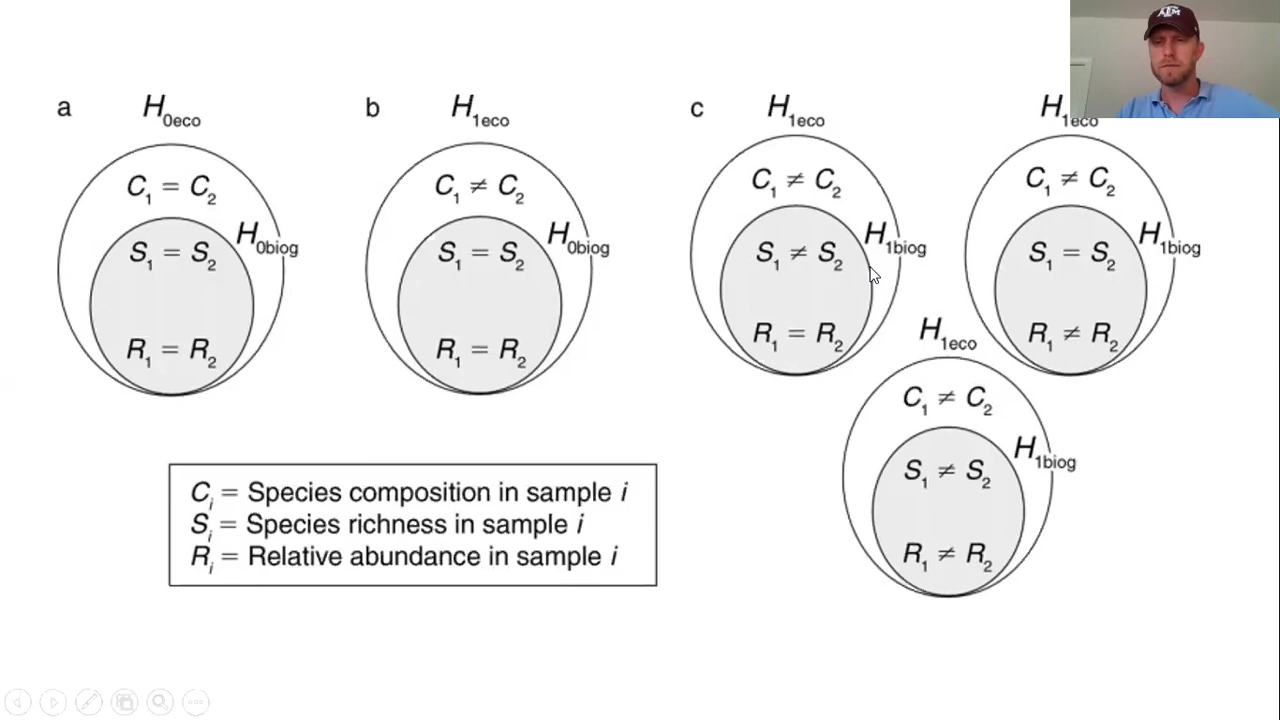 a
H0eco
C1 = C2
H0biog
S1 = S2
R1 = R2
b
H1eco
C1 ≠ C2
H0biog
S1 = S2
R1 = R2
c
H1eco
C1 ≠ C2
H1biog
S1 ≠ S2
R1 = R2
H1eco
C1 ≠ C2
H1biog
S1 = S2
R1 ≠ R2
H1eco
C1 ≠ C2
H1biog
S1 ≠ S2
R1 ≠ R2
Ci = Species composition in sample i
Si = Species richness in sample i
Ri = Relative abundance in sample i
ATM